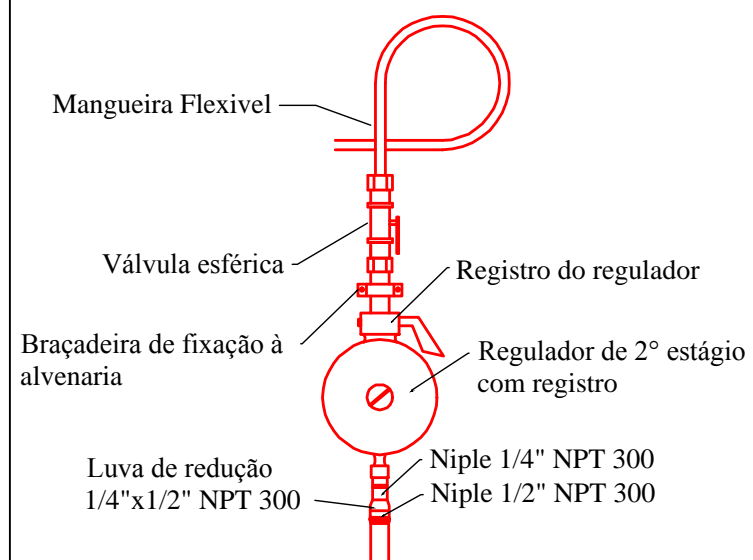 Mangueira Flexivel
Válvula esférica
Registro do regulador
Braçadeira de fixação à
alvenaria
Regulador de 2° estágio
com registro
Luva de redução
1/4"x1/2" NPT 300
Niple 1/4" NPT 300
Niple 1/2" NPT 300